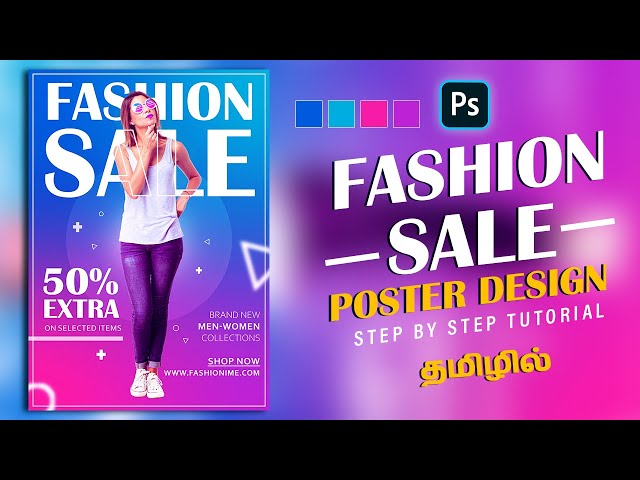 FASHION
SALE
50%
EXTRA
ON SELECTED ITEMS
BRAND NEW
MEN-WOMEN
COLLECTIONS
SHOP NOW
WWW.FASHIONIME.COM
Ps
FASHION
SALE
POSTER DESIGN
STEP BY STEP TUTORIAL
தமிழில்